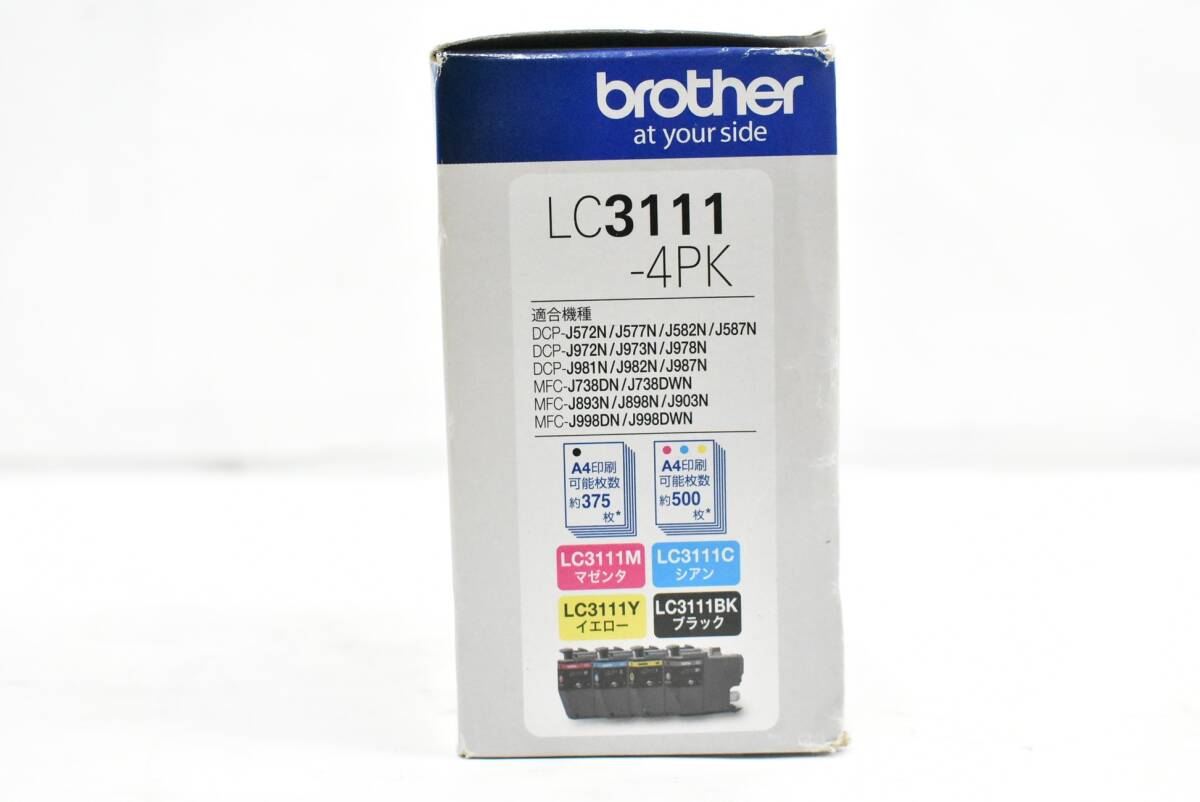 brother
at your side
LC3111
-4PK
適合機種
DCP-J572N/J577N/J582N/J587N
DCP-J972N/J973N/J978N
DCP-J981N/J982N/J987N
MFC-J738DN/J738DWN
MFC-J893N/J898N/J903N
MFC-J998DN/J998DWN
A4印刷
可能枚数
約375
枚*
A4印刷
可能枚数
約500
枚*
LC3111M
マゼンタ
LC3111C
シアン
LC3111Y
イエロー
LC3111BK
ブラック